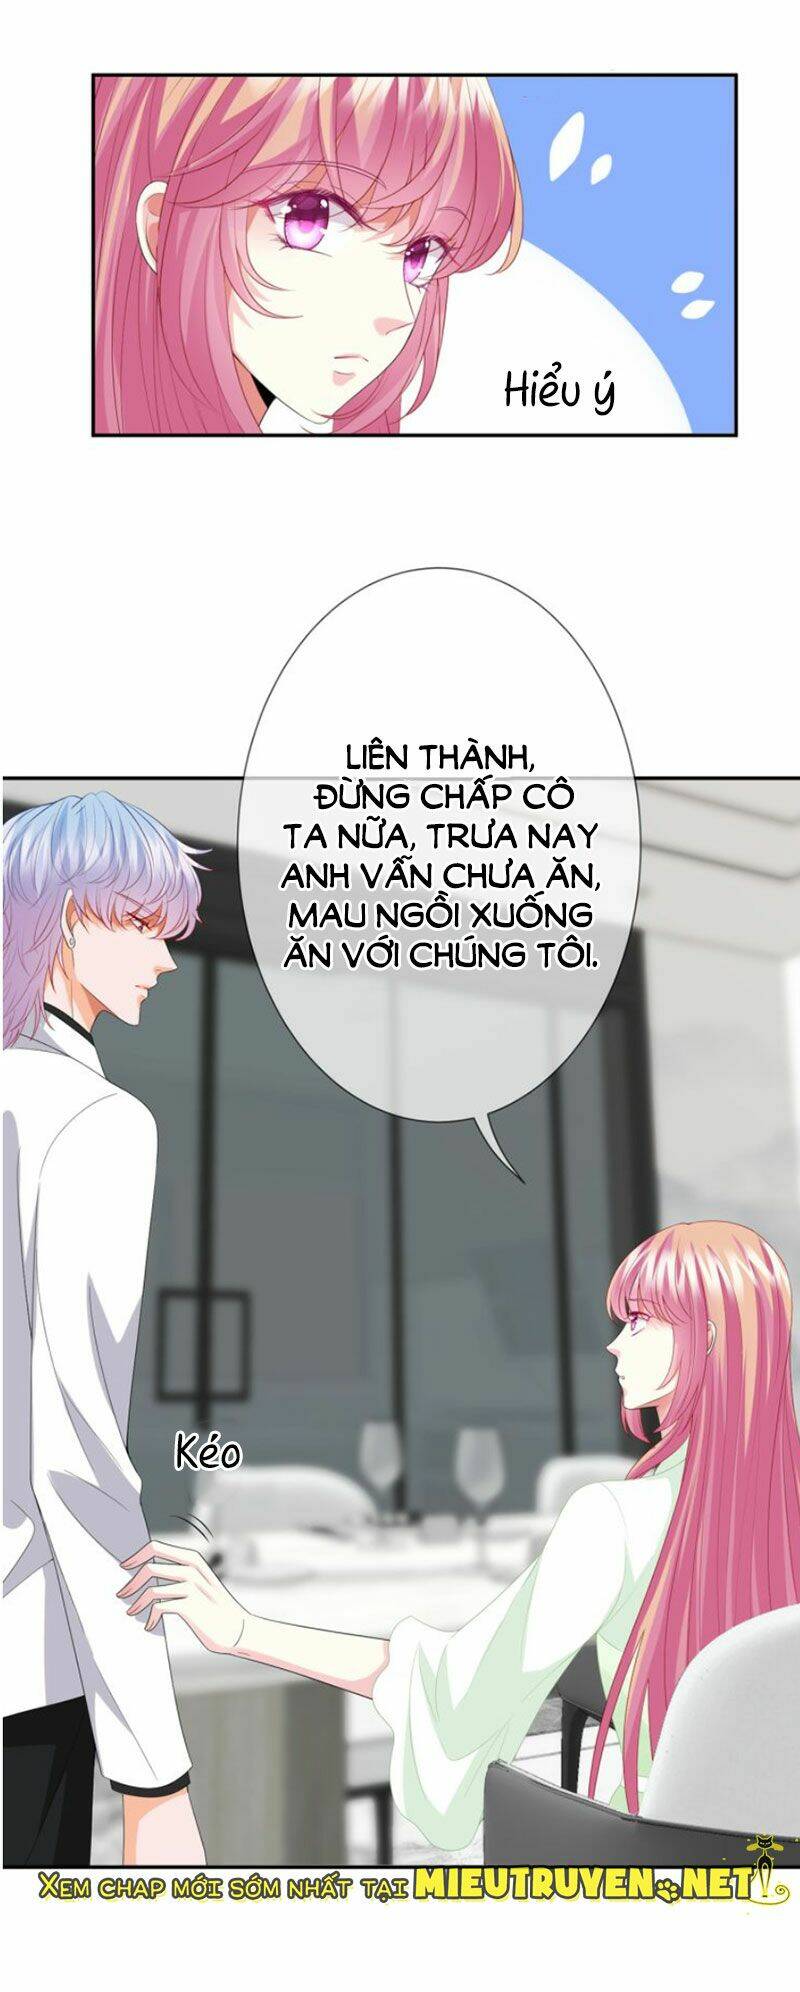 Hiểu ý
LIÊN THÀNH,
ĐỪNG CHẤP CÔ
TA NỮA, TRƯA NAY
ANH VẪN CHƯA ĂN,
MAU NGỒI XUỐNG
ĂN VỚI CHÚNG TÔI.
Kéo
XEM CHAP MỚI SỚM NHẤT TẠI MIEUTRUYEN.NET